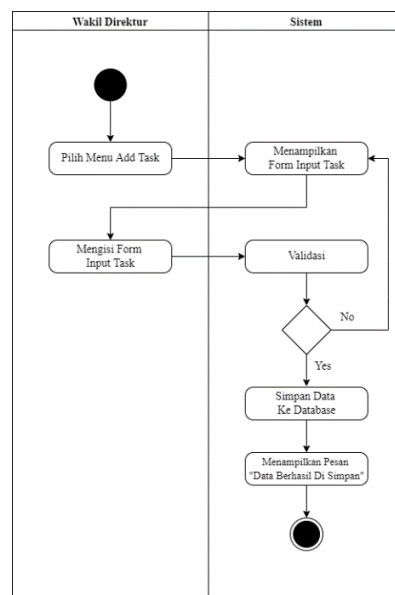 Wakil Direktur
Sistem
Pilih Menu Add Task
Menampilkan
Form Input Task
Mengisi Form
Input Task
Validasi
No
Yes
Simpan Data
Ke Database
Menampilkan Pesan
"Data Berhasil Di Simpan"